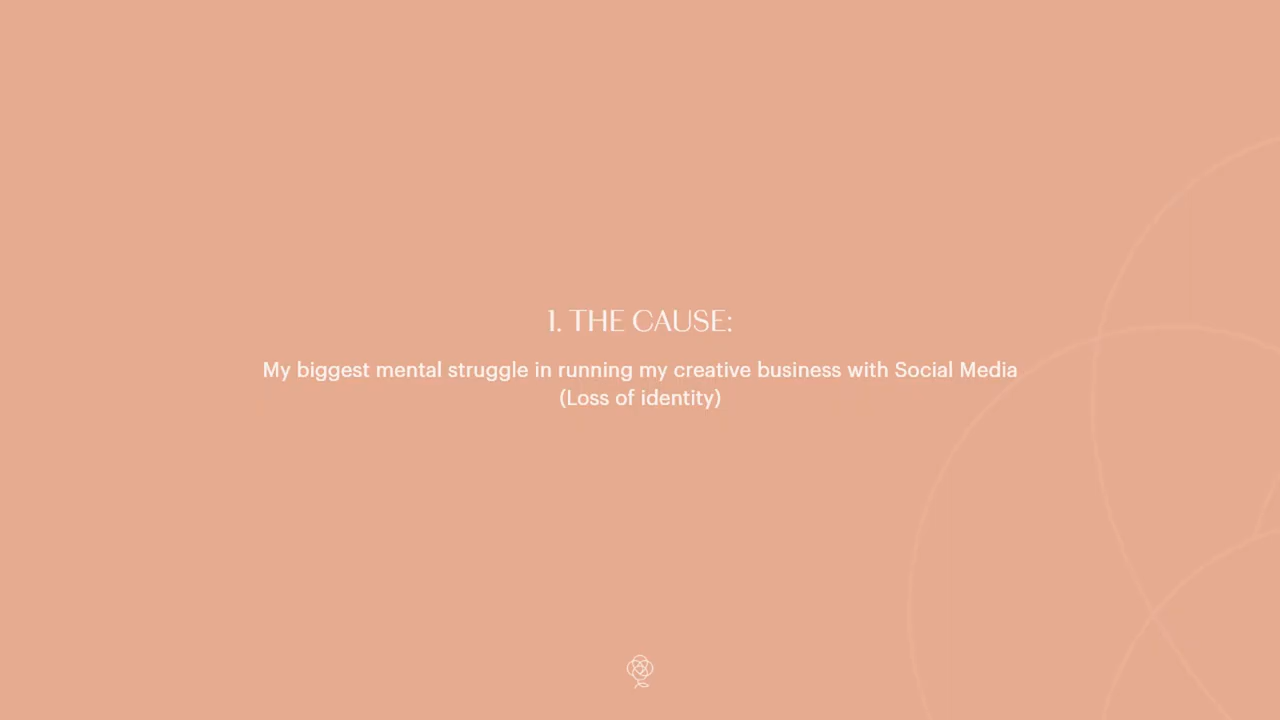 1. THE CAUSE:
My biggest mental struggle in running my creative business with Social Media
(Loss of identity)